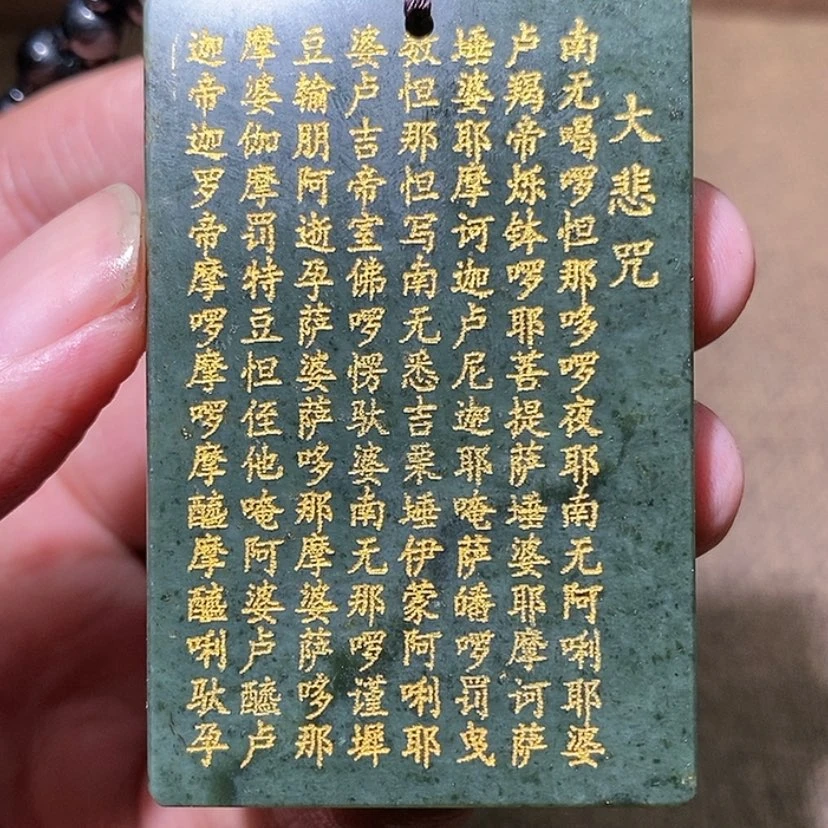 大悲咒
南无喝啰怛那哆啰夜耶南无阿唎耶婆
卢羯帝烁钵啰耶菩提萨埵婆耶摩诃萨
埵婆耶摩诃迦卢尼迦耶唵萨皤啰罚曳
数怛那怛写南无悉吉栗埵伊蒙阿唎耶
婆卢吉帝室佛啰愣驮婆南无那啰谨墀
豆输朋阿逝孕萨婆萨哆那摩婆萨哆那
摩婆伽摩罚特豆怛侄他唵阿婆卢醯卢
迦帝迦罗帝摩啰摩啰摩醯摩醯唎驮孕